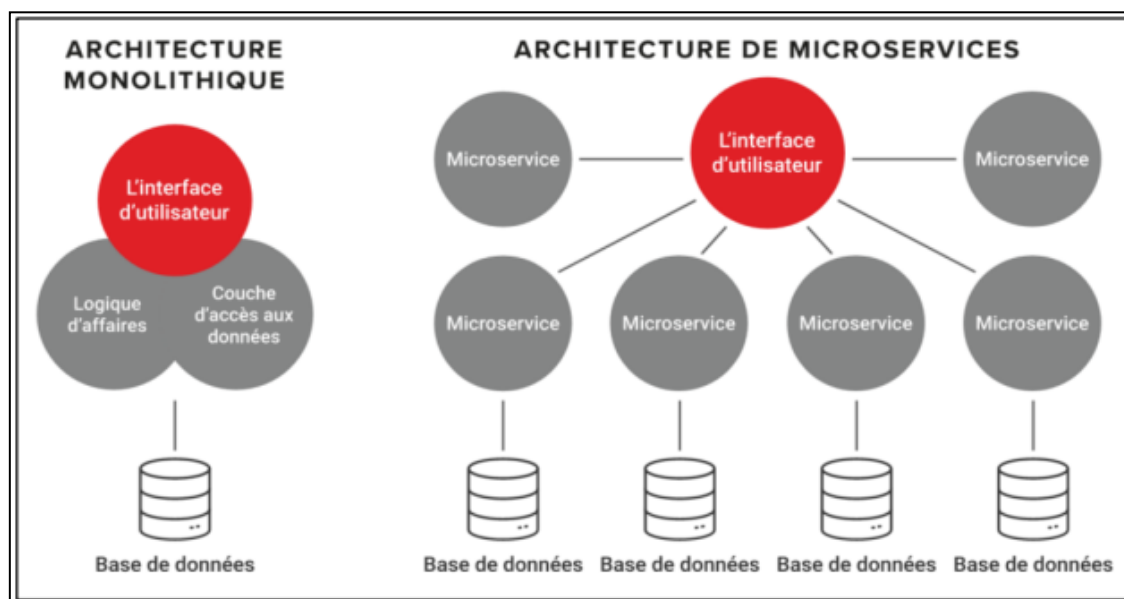 ARCHITECTURE
MONOLITHIQUE
L'interface
d'utilisateur
Logique
d'affaires
Couche
d'accès aux
données
Base de données
ARCHITECTURE DE MICROSERVICES
Microservice
L'interface
d'utilisateur
Microservice
Microservice
Microservice
Microservice
Microservice
Base de données
Base de données
Base de données
Base de données